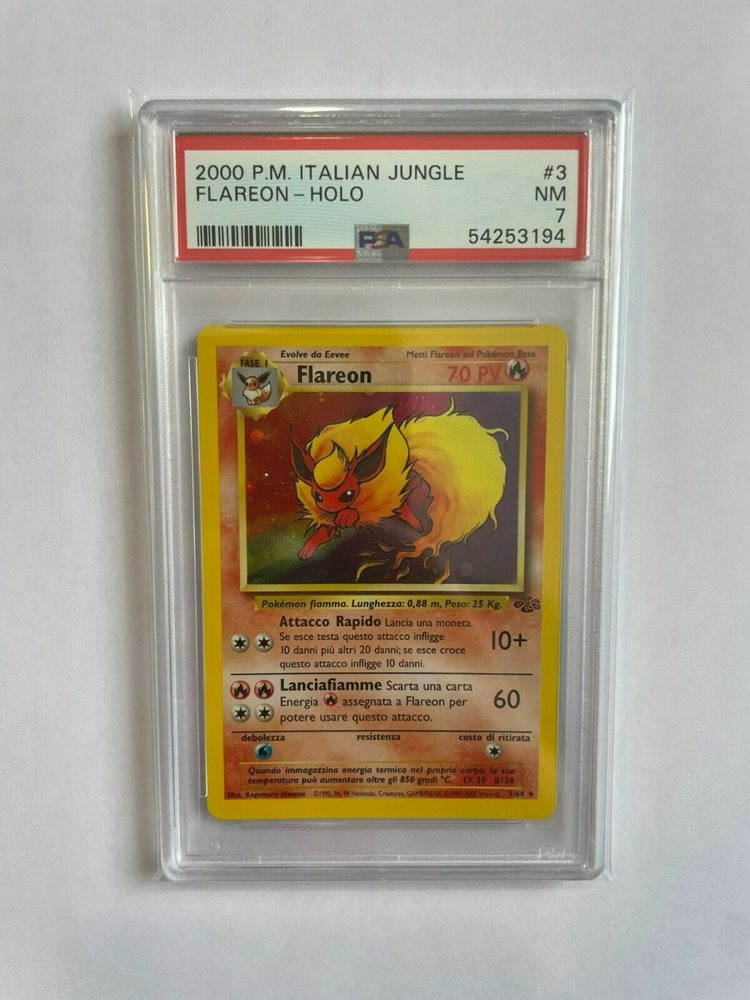 2000 P.M. ITALIAN JUNGLE #3
FLAREON – HOLO NM
7
PSA 54253194
Evolve da Eevee Metti Flareon sul Pokémon Base
FASE 1
Flareon 70 PV
Pokémon fiamma. Lunghezza: 0,88 m, Peso: 25 Kg.
Attacco Rapido Lancia una moneta.
Se esce testa questo attacco infligge
10 danni più altri 20 danni; se esce croce
questo attacco infligge 10 danni.
10+
Lanciafiamme Scarta una carta
Energia assegnata a Flareon per
potere usare questo attacco.
60
debolezza resistenza costo di ritirata
Quando immagazzina energia termica nel proprio corpo, la sua
temperatura può aumentare oltre gli 850 gradi °C. LV. 28 #136
Illus. Kagemaru Himeno ©1995, 96, 98 Nintendo, Creatures, GAMEFREAK. ©1999-2000 Wizards. 3/64 ★